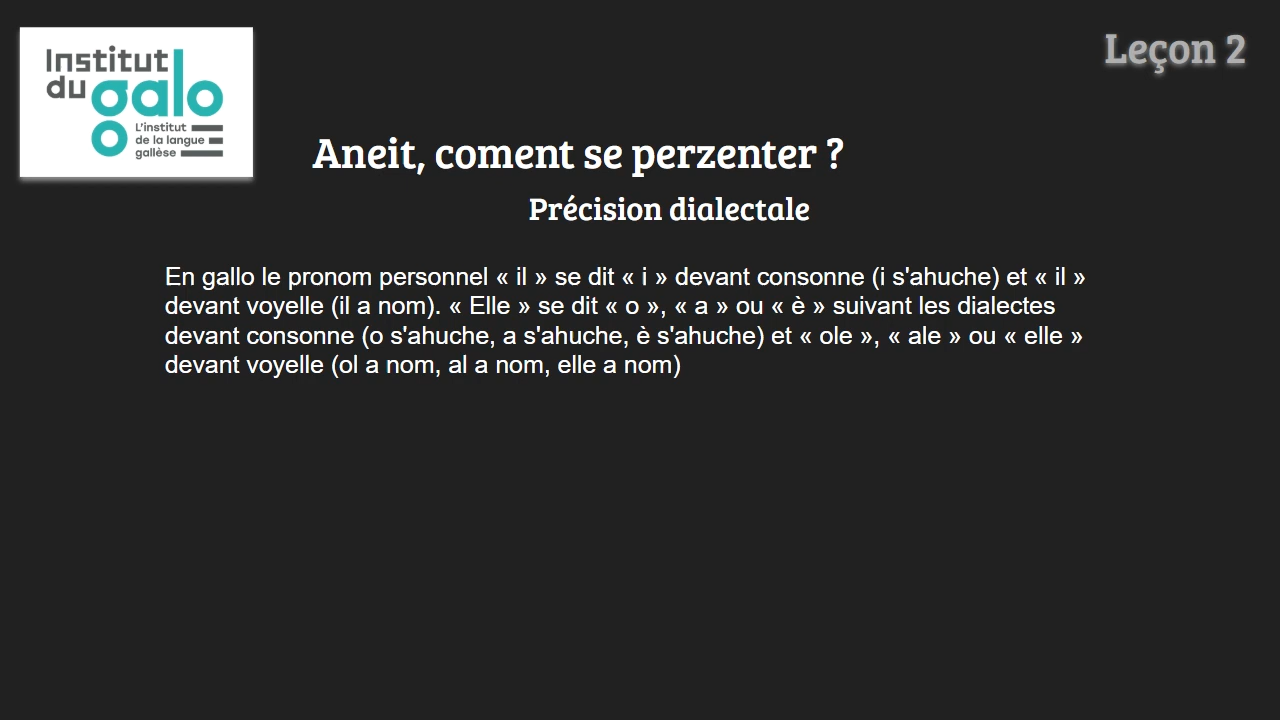 Institut
du galo
L'institut
de la langue
gallèse
Leçon 2
Aneit, coment se perzenter ?
Précision dialectale
En gallo le pronom personnel « il » se dit « i » devant consonne (i s'ahuche) et « il »
devant voyelle (il a nom). « Elle » se dit « o », « a » ou « è » suivant les dialectes
devant consonne (o s'ahuche, a s'ahuche, è s'ahuche) et « ole », « ale » ou « elle »
devant voyelle (ol a nom, al a nom, elle a nom)